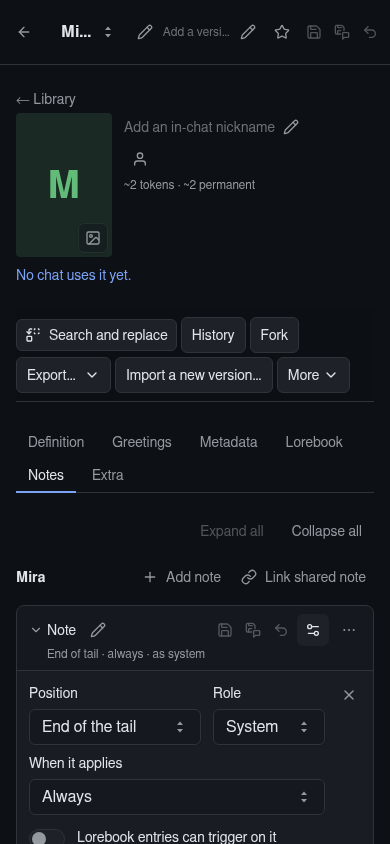 Mi...
Add a versi...
← Library
Add an in-chat nickname
M
~2 tokens · ~2 permanent
No chat uses it yet.
Search and replace
History
Fork
Export...
Import a new version...
More
Definition
Greetings
Metadata
Lorebook
Notes
Extra
Expand all
Collapse all
Mira
Add note
Link shared note
Note
End of tail · always · as system
Position
Role
End of the tail
System
When it applies
Always
Lorebook entries can trigger on it